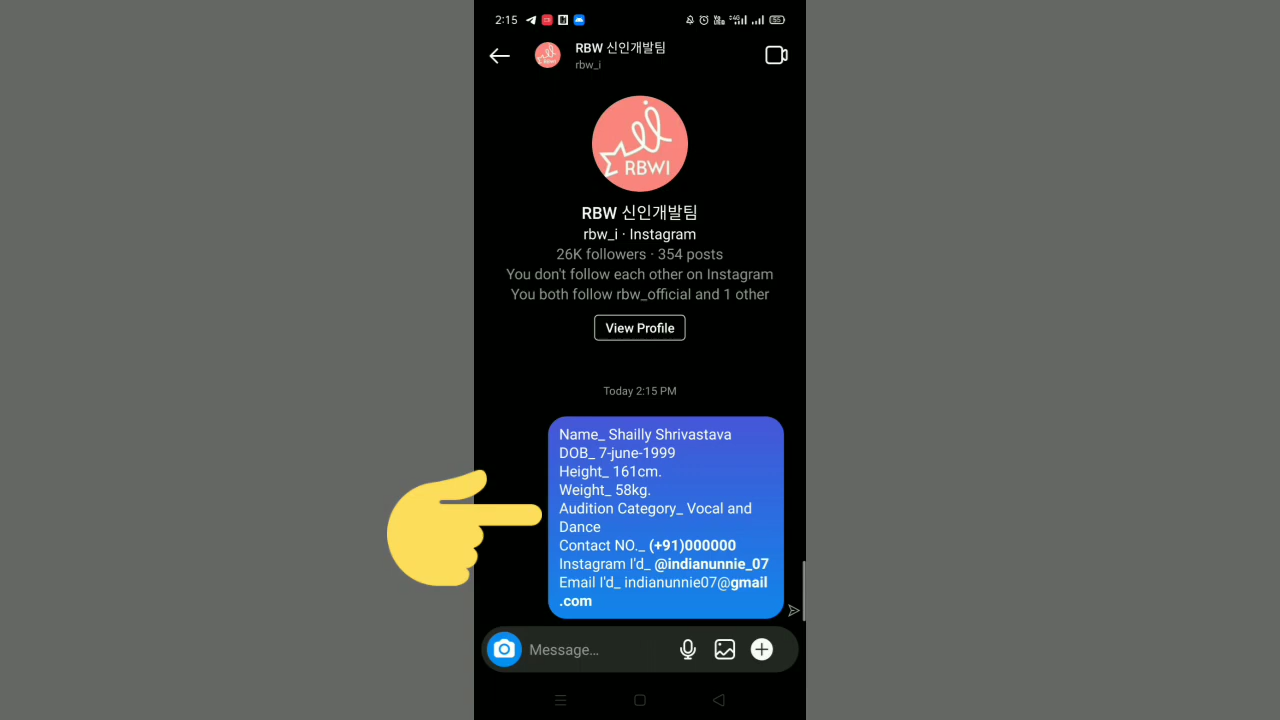 2:15
55
RBW 신인개발팀
rbw_i
RBWI
RBW 신인개발팀
rbw_i · Instagram
26K followers · 354 posts
You don't follow each other on Instagram
You both follow rbw_official and 1 other
View Profile
Today 2:15 PM
Name_ Shailly Shrivastava
DOB_ 7-june-1999
Height_ 161cm.
Weight_ 58kg.
Audition Category_ Vocal and
Dance
Contact NO._ (+91)000000
Instagram I'd_ @indianunnie_07
Email I'd_ indianunnie07@gmail
.com
Message...